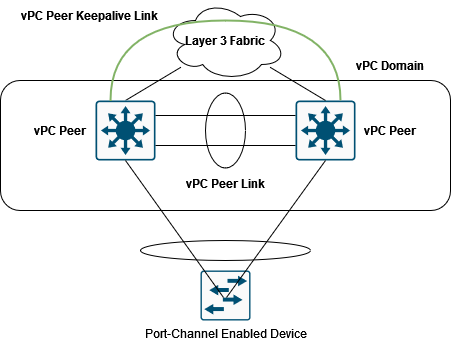 vPC Peer Keepalive Link
Layer 3 Fabric
vPC Domain
vPC Peer
vPC Peer
vPC Peer Link
Port-Channel Enabled Device